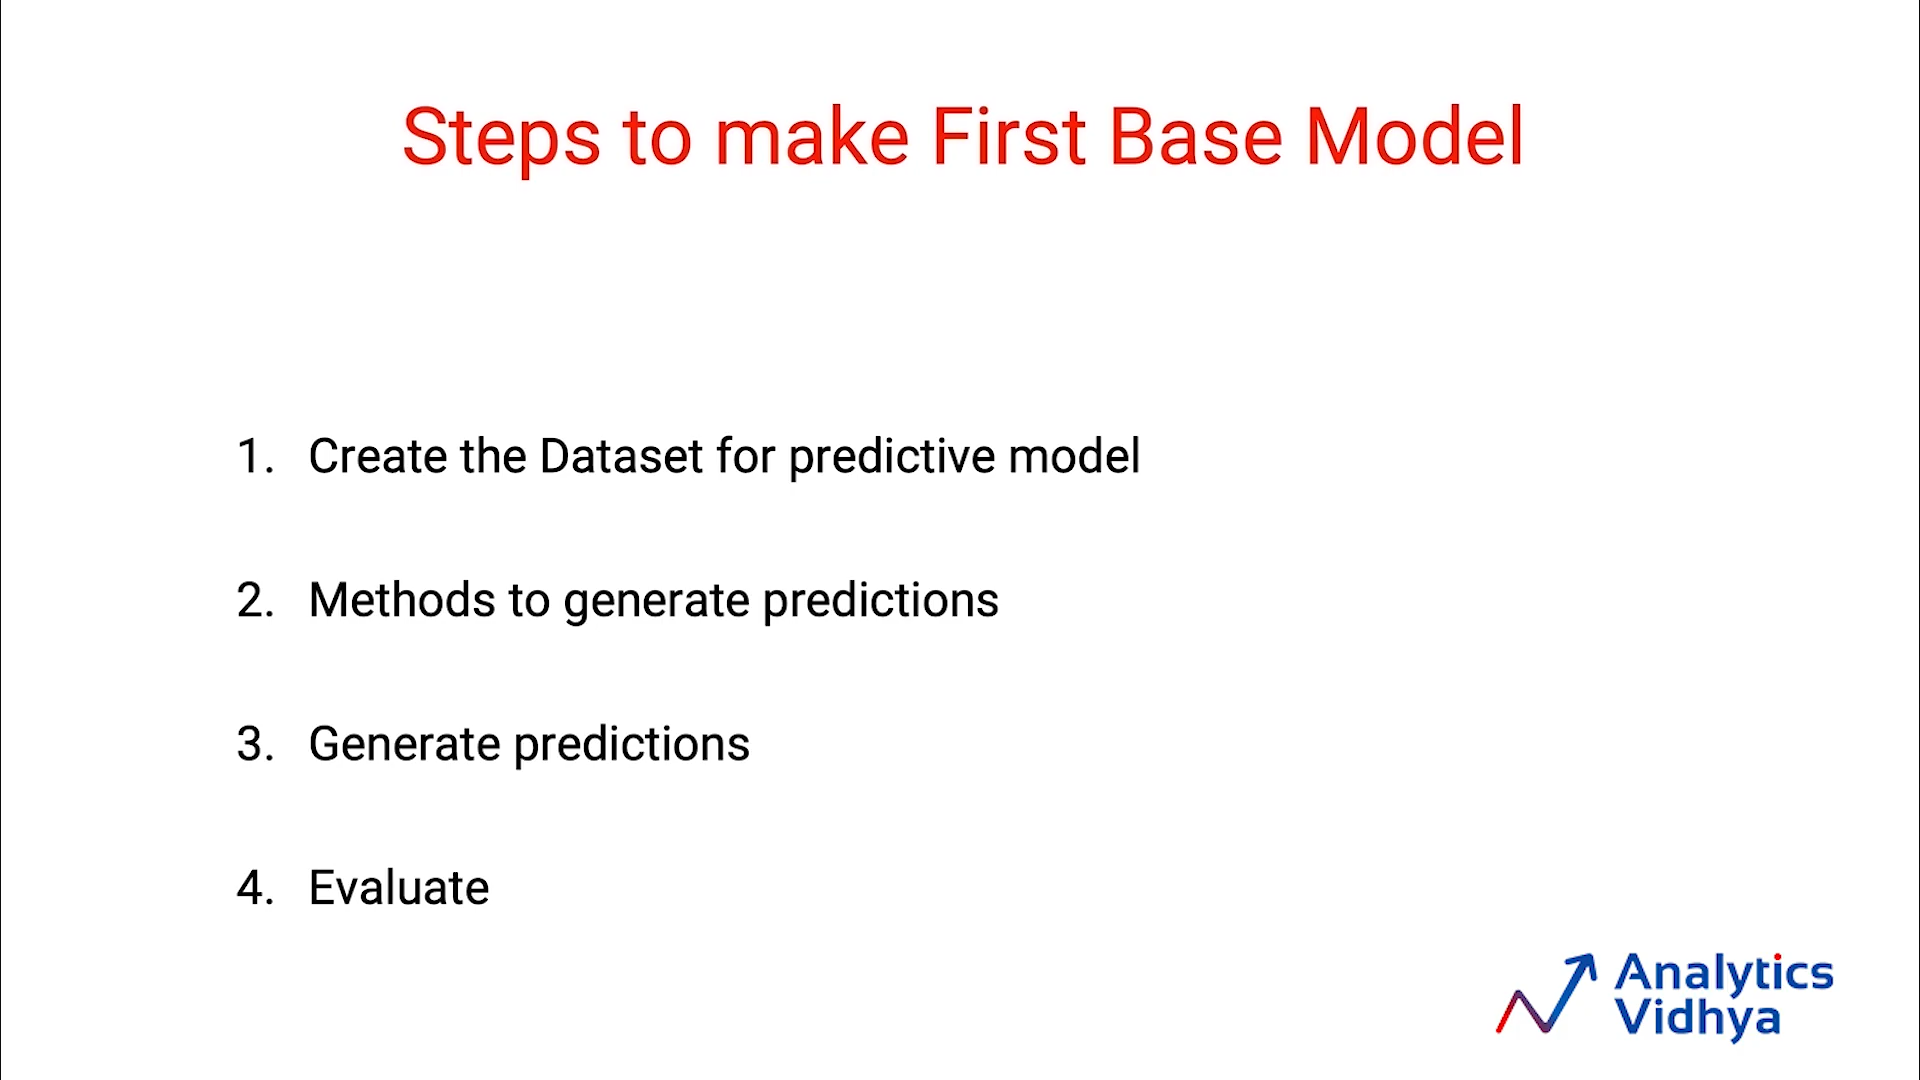 Steps to make First Base Model
1. Create the Dataset for predictive model
2. Methods to generate predictions
3. Generate predictions
4. Evaluate
Analytics
Vidhya